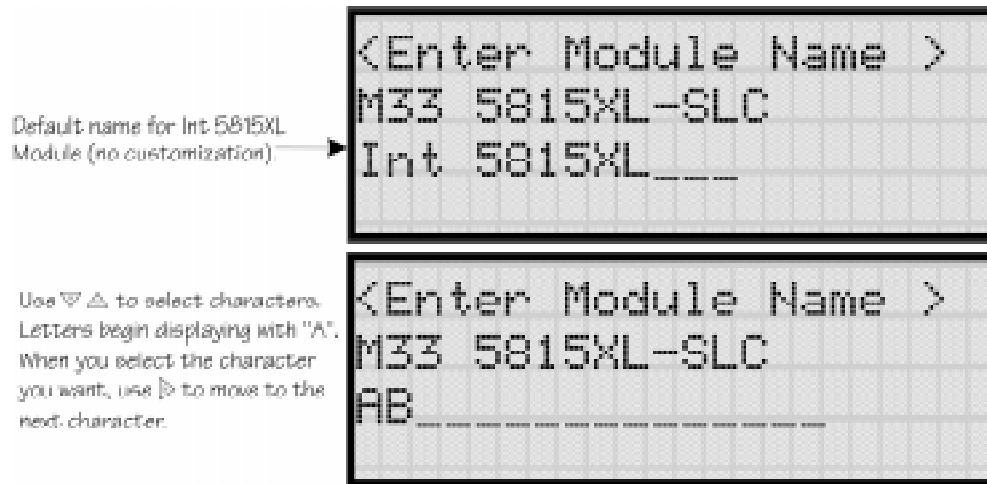 <Enter Module Name >
M33 5815XL-SLC
Default name for Int 5815XL
Module (no customization)
Int 5815XL___
<Enter Module Name >
M33 5815XL-SLC
AB______________
Use ▽ △ to select characters.
Letters begin displaying with "A".
When you select the character
you want, use ▷ to move to the
next character.